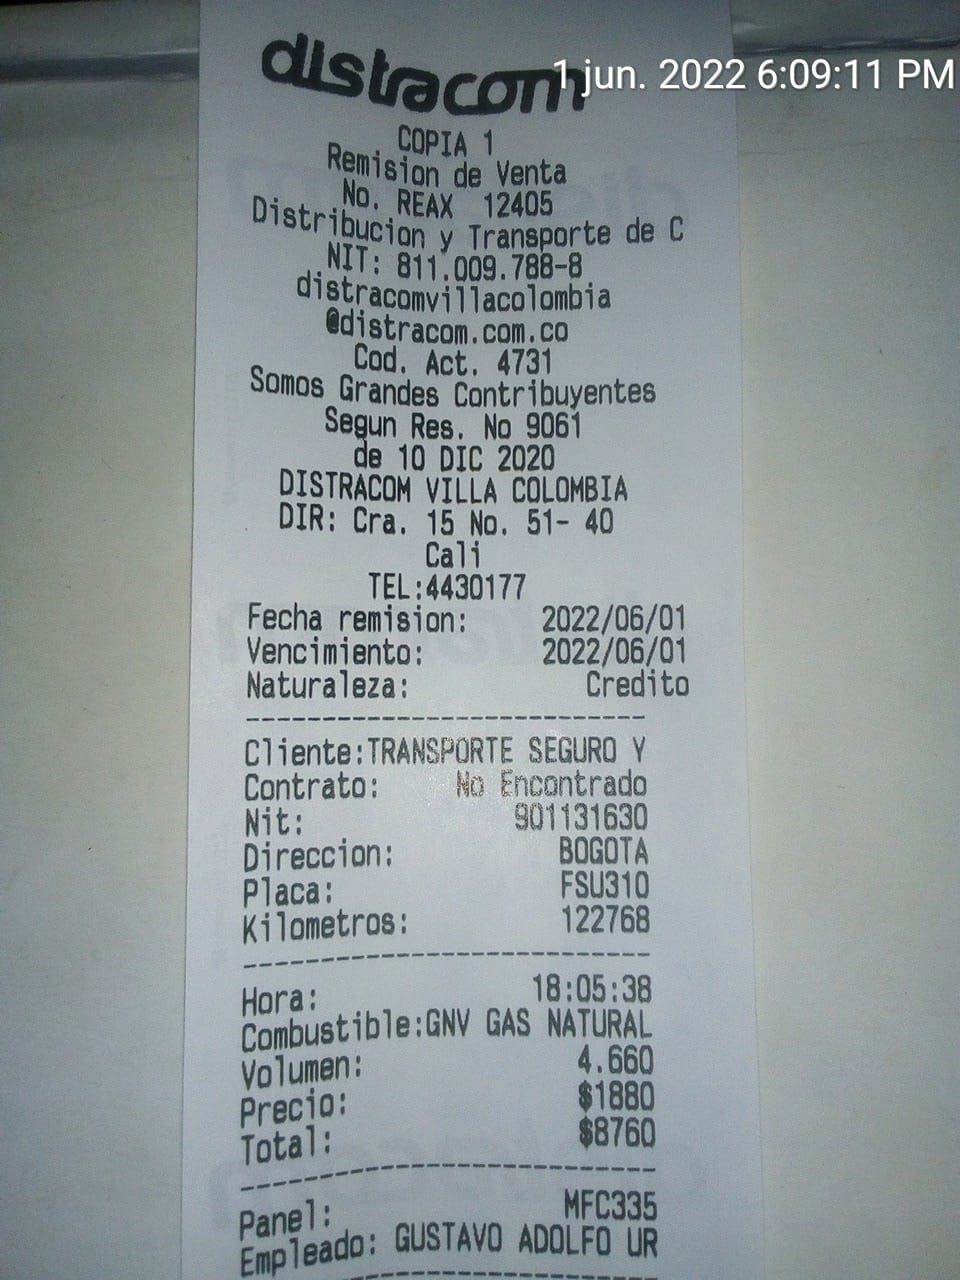 distracom
1 jun. 2022 6:09:11 PM
COPIA 1
Remision de Venta
No. REAX 12405
Distribucion y Transporte de C
NIT: 811.009.788-8
distracomvillacolombia
@distracom.com.co
Cod. Act. 4731
Somos Grandes Contribuyentes
Segun Res. No 9061
de 10 DIC 2020
DISTRACOM VILLA COLOMBIA
DIR: Cra. 15 No. 51- 40
Cali
TEL:4430177
Fecha remision: 2022/06/01
Vencimiento: 2022/06/01
Naturaleza: Credito
Cliente:TRANSPORTE SEGURO Y
Contrato: No Encontrado
Nit: 901131630
Direccion: BOGOTA
Placa: FSU310
Kilometros: 122768
Hora: 18:05:38
Combustible:GNV GAS NATURAL
Volumen: 4.660
Precio: $1880
Total: $8760
Panel: MFC335
Empleado: GUSTAVO ADOLFO UR